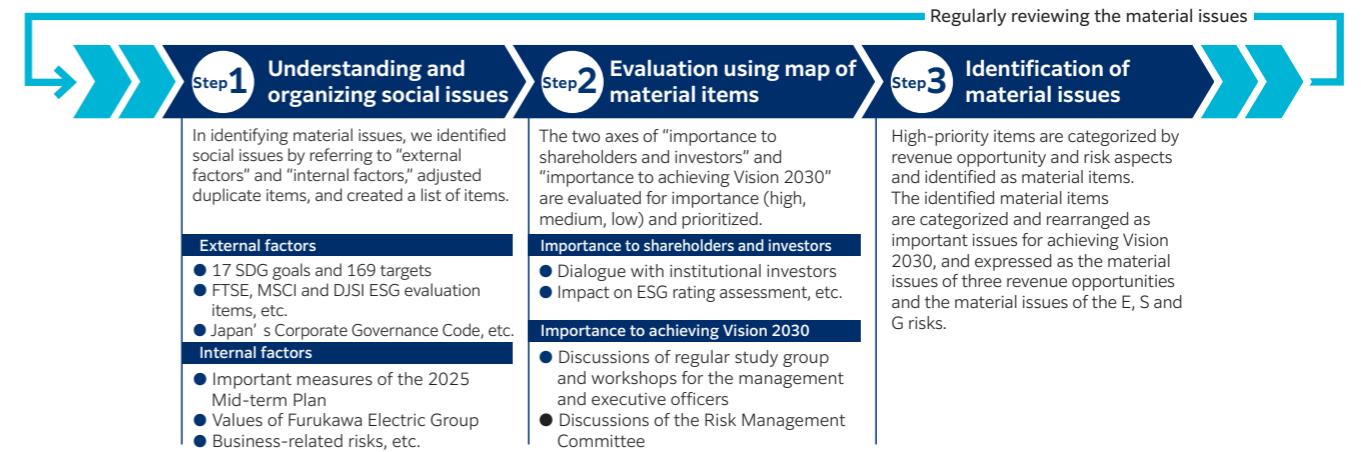 Regularly reviewing the material issues
Step1
Understanding and
organizing social issues
In identifying material issues, we identified
social issues by referring to “external
factors” and “internal factors,” adjusted
duplicate items, and created a list of items.
External factors
● 17 SDG goals and 169 targets
● FTSE, MSCI and DJSI ESG evaluation
items, etc.
● Japan’s Corporate Governance Code, etc.
Internal factors
● Important measures of the 2025
Mid-term Plan
● Values of Furukawa Electric Group
● Business-related risks, etc.
Step2
Evaluation using map of
material items
The two axes of “importance to
shareholders and investors” and
“importance to achieving Vision 2030”
are evaluated for importance (high,
medium, low) and prioritized.
Importance to shareholders and investors
● Dialogue with institutional investors
● Impact on ESG rating assessment, etc.
Importance to achieving Vision 2030
● Discussions of regular study group
and workshops for the management
and executive officers
● Discussions of the Risk Management
Committee
Step3
Identification of
material issues
High-priority items are categorized by
revenue opportunity and risk aspects
and identified as material items.
The identified material items
are categorized and rearranged as
important issues for achieving Vision
2030, and expressed as the material
issues of three revenue opportunities
and the material issues of the E, S and
G risks.